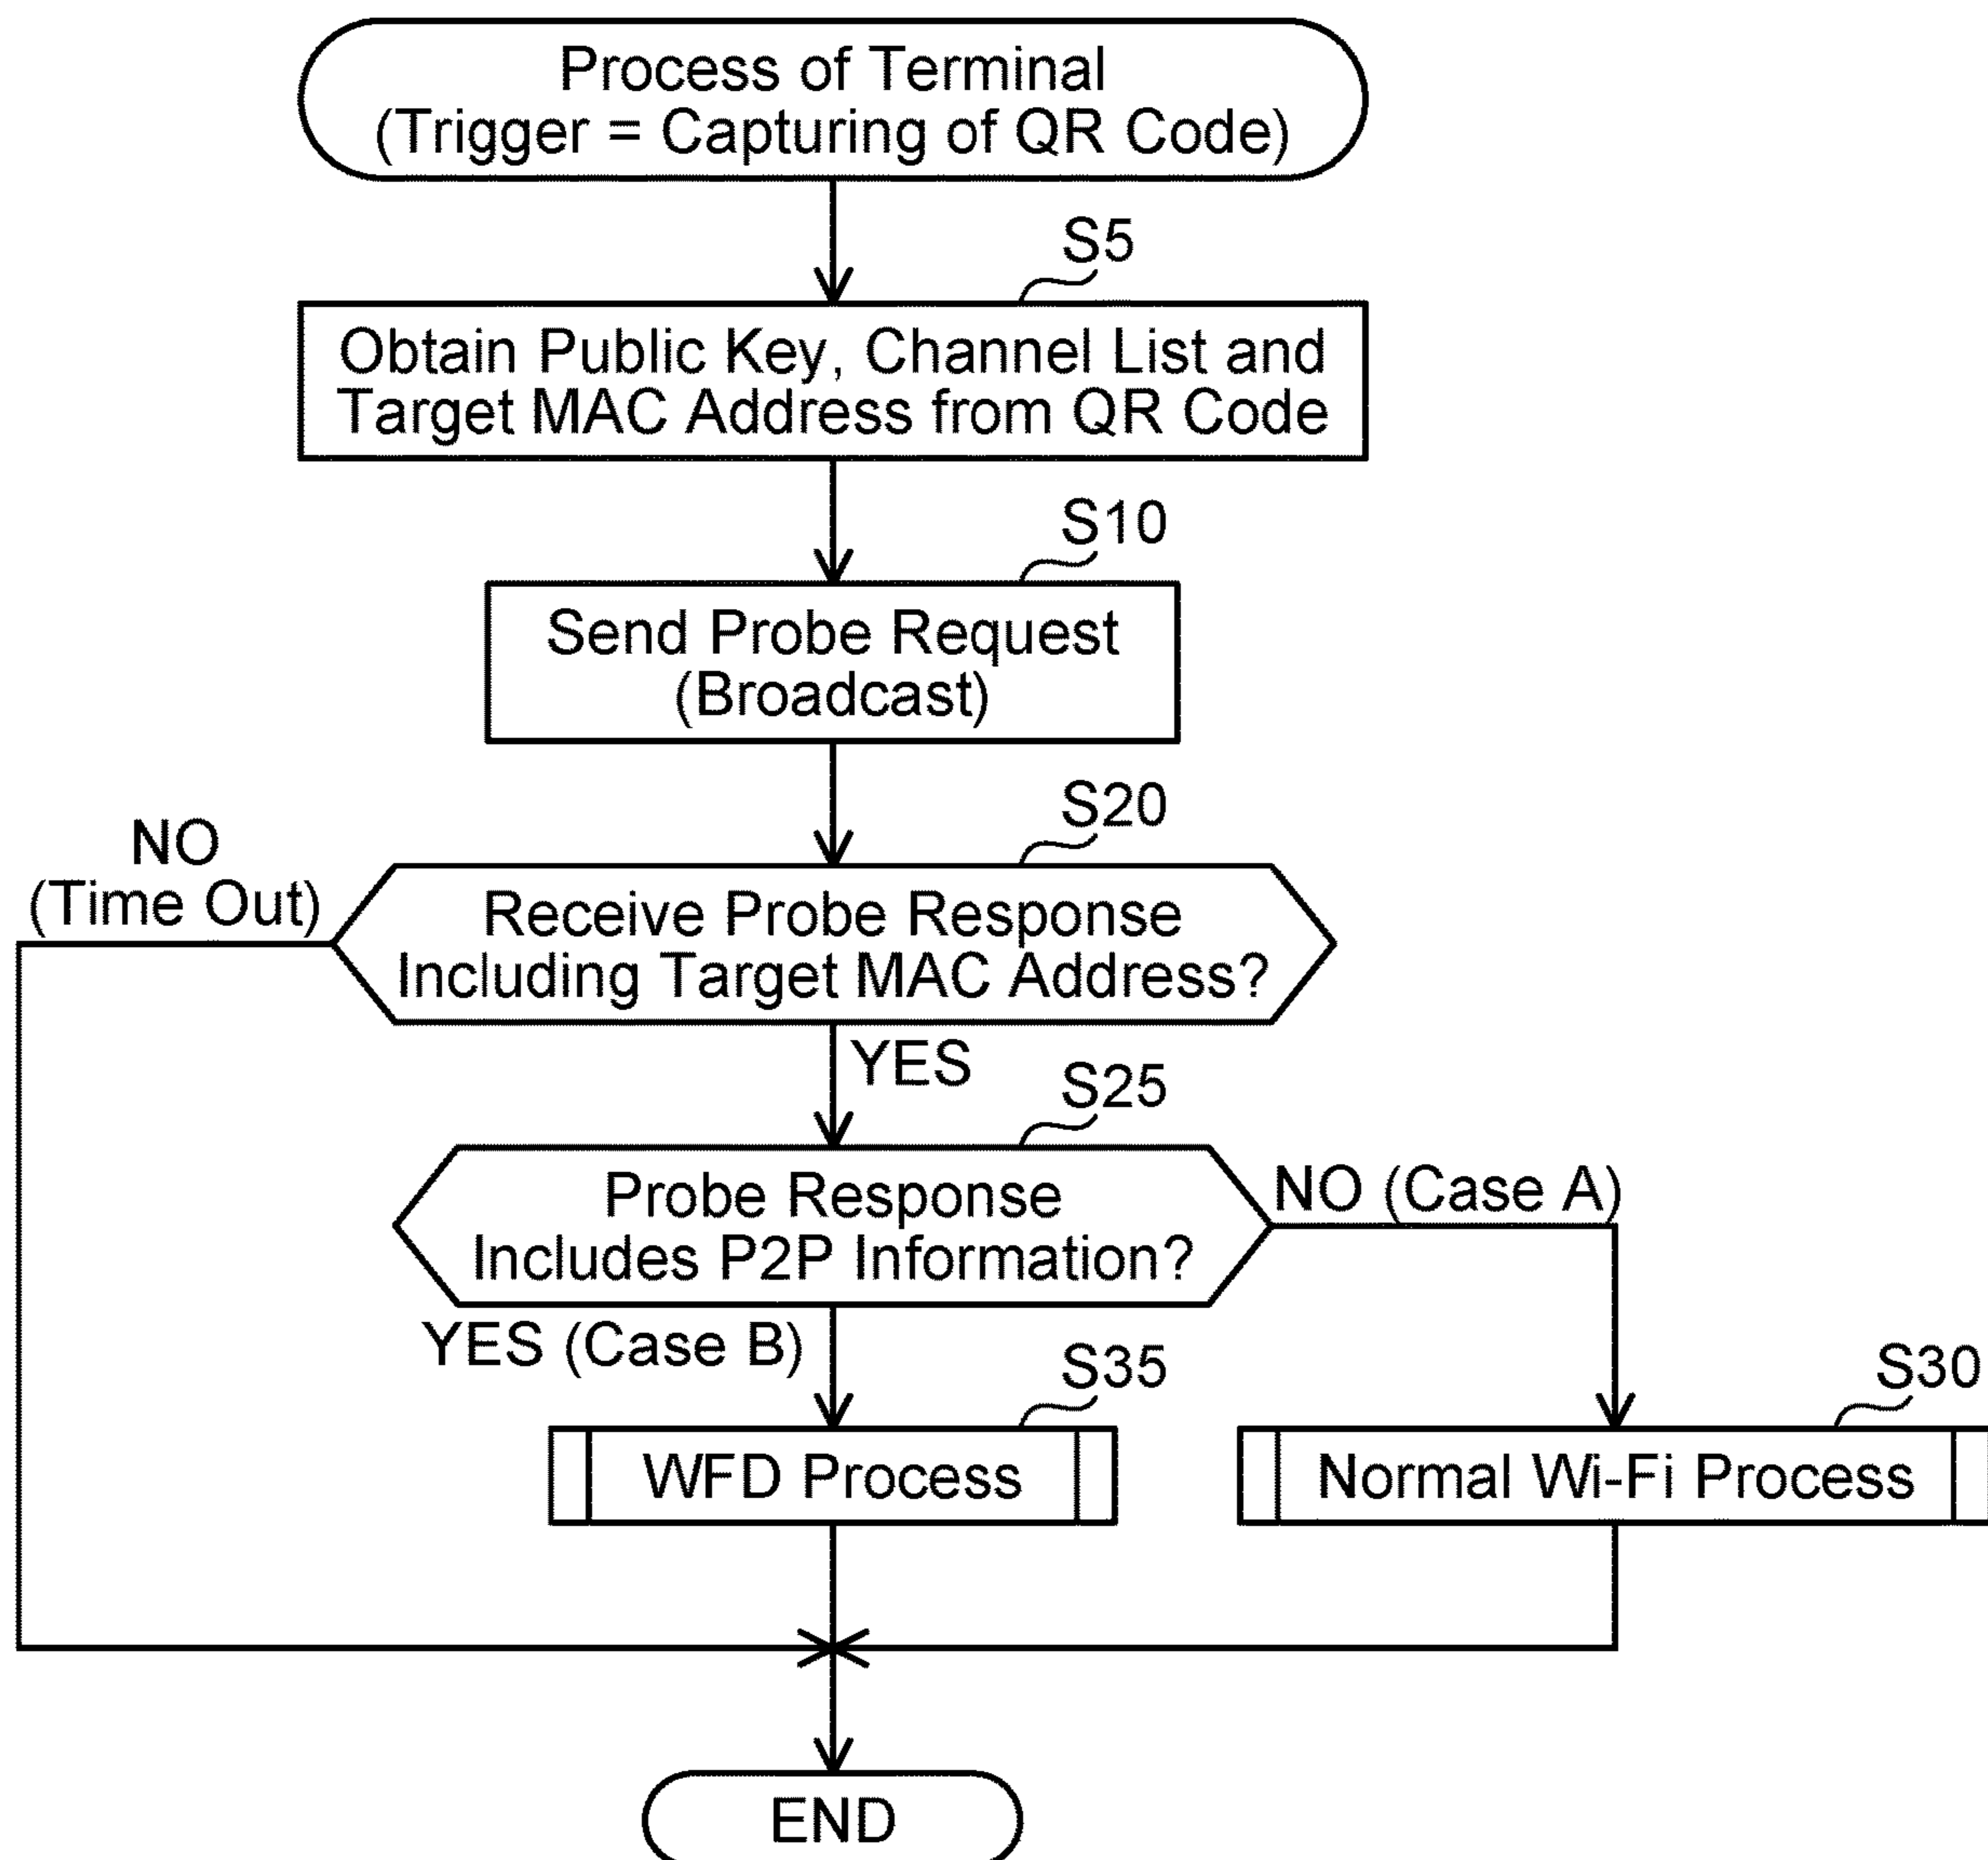 Process of Terminal
(Trigger = Capturing of QR Code)
S5
Obtain Public Key, Channel List and
Target MAC Address from QR Code
S10
Send Probe Request
(Broadcast)
S20
NO
(Time Out)
Receive Probe Response
Including Target MAC Address?
YES
S25
Probe Response
Includes P2P Information?
NO (Case A)
YES (Case B)
S35
S30
WFD Process
Normal Wi-Fi Process
END